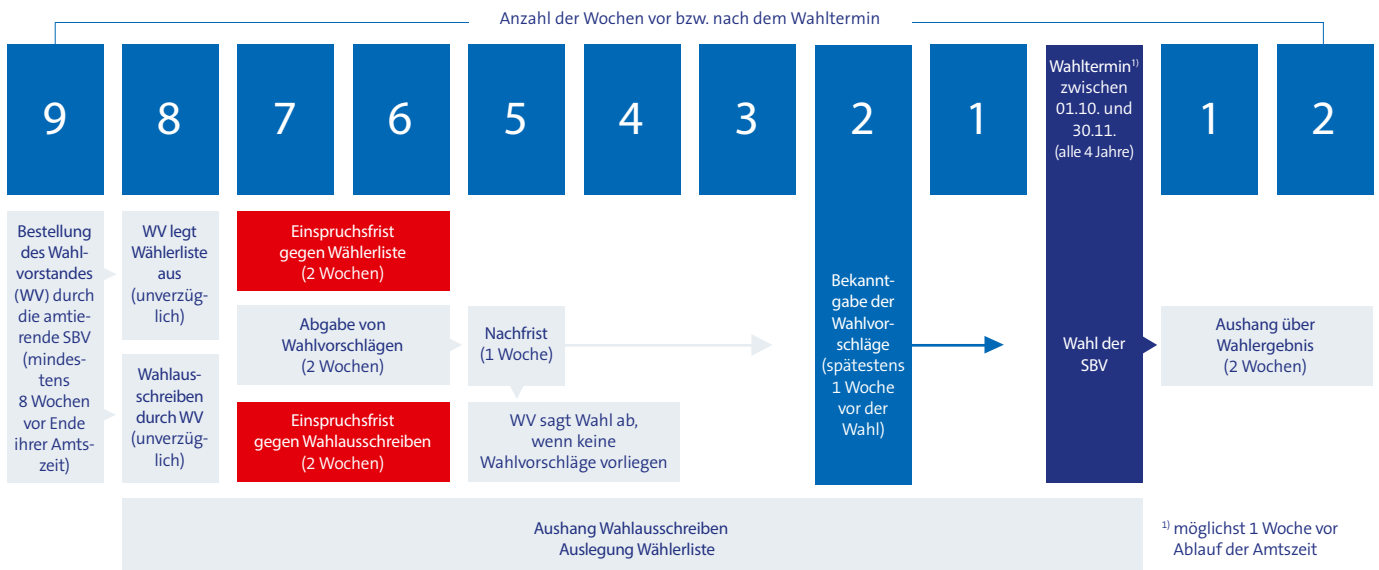 Anzahl der Wochen vor bzw. nach dem Wahltermin
9
8
7
6
5
4
3
2
1
Wahltermin1)
zwischen
01.10. und
30.11.
(alle 4 Jahre)
1
2
Bestellung
des Wahl-
vorstandes
(WV) durch
die amtie-
rende SBV
(mindes-
tens
8 Wochen
vor Ende
ihrer Amts-
zeit)
WV legt
Wählerliste
aus
(unverzüg-
lich)
Wahlaus-
schreiben
durch WV
(unverzüg-
lich)
Einspruchsfrist
gegen Wählerliste
(2 Wochen)
Abgabe von
Wahlvorschlägen
(2 Wochen)
Einspruchsfrist
gegen Wahlausschreiben
(2 Wochen)
Nachfrist
(1 Woche)
WV sagt Wahl ab,
wenn keine
Wahlvorschläge vorliegen
Bekannt-
gabe der
Wahlvor-
schläge
(spätestens
1 Woche
vor der
Wahl)
Wahl der
SBV
Aushang über
Wahlergebnis
(2 Wochen)
Aushang Wahlausschreiben
Auslegung Wählerliste
1) möglichst 1 Woche vor
Ablauf der Amtszeit